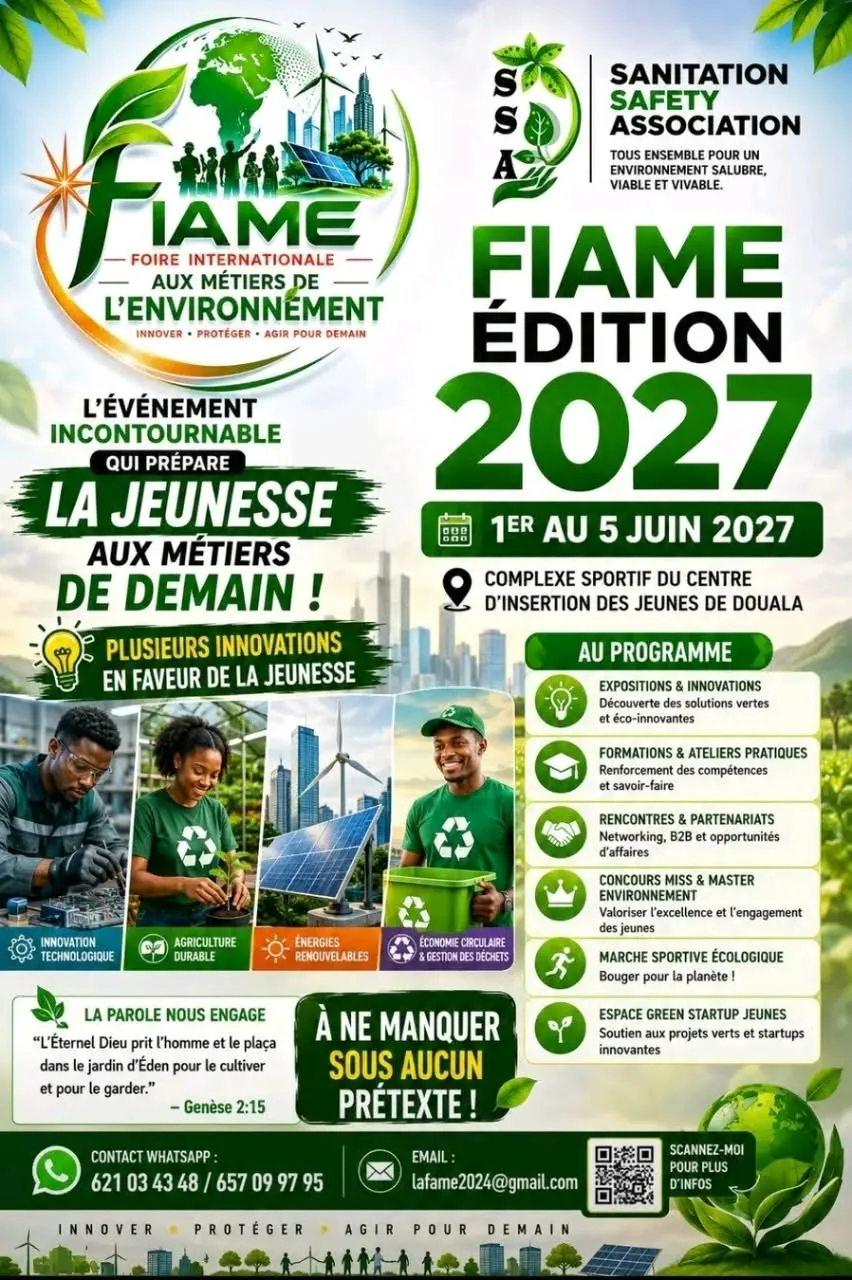 FIAME
FOIRE INTERNATIONALE
AUX MÉTIERS DE
L'ENVIRONNÉMENT
INNOVER • PROTÉGER • AGIR POUR DEMAIN
SSA
SANITATION
SAFETY
ASSOCIATION
TOUS ENSEMBLE POUR UN
ENVIRONNEMENT SALUBRE,
VIABLE ET VIVABLE.
FIAME
ÉDITION
2027
1ER AU 5 JUIN 2027
COMPLEXE SPORTIF DU CENTRE
D'INSERTION DES JEUNES DE DOUALA
L'ÉVÉNEMENT
INCONTOURNABLE
QUI PRÉPARE
LA JEUNESSE
AUX MÉTIERS
DE DEMAIN !
PLUSIEURS INNOVATIONS
EN FAVEUR DE LA JEUNESSE
INNOVATION
TECHNOLOGIQUE
AGRICULTURE
DURABLE
ÉNERGIES
RENOUVELABLES
ÉCONOMIE CIRCULAIRE
& GESTION DES DÉCHETS
AU PROGRAMME
EXPOSITIONS & INNOVATIONS
Découverte des solutions vertes
et éco-innovantes
FORMATIONS & ATELIERS PRATIQUES
Renforcement des compétences
et savoir-faire
RENCONTRES & PARTENARIATS
Networking, B2B et opportunités
d'affaires
CONCOURS MISS & MASTER
ENVIRONNEMENT
Valoriser l'excellence et l'engagement
des jeunes
MARCHE SPORTIVE ÉCOLOGIQUE
Bouger pour la planète !
ESPACE GREEN STARTUP JEUNES
Soutien aux projets verts et startups
innovantes
LA PAROLE NOUS ENGAGE
“L'Éternel Dieu prit l'homme et le plaça
dans le jardin d'Éden pour le cultiver
et pour le garder.”
– Genèse 2:15
À NE MANQUER
SOUS AUCUN
PRÉTEXTE !
CONTACT WHATSAPP :
621 03 43 48 / 657 09 97 95
EMAIL :
lafame2024@gmail.com
SCANNEZ-MOI
POUR PLUS
D'INFOS
INNOVER • PROTÉGER • AGIR POUR DEMAIN